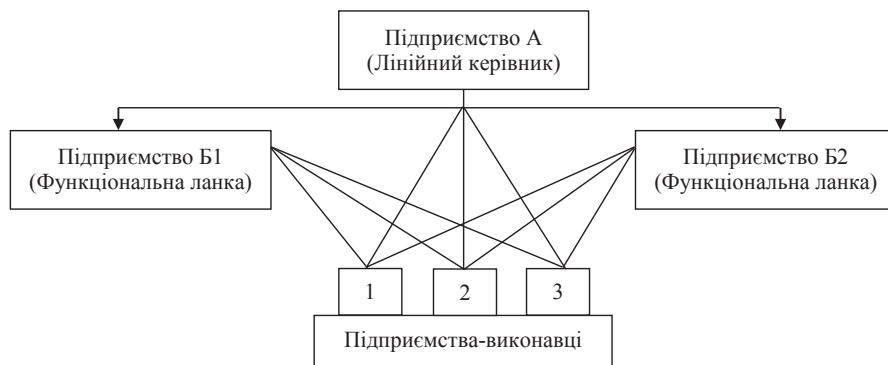 Підприємство А
(Лінійний керівник)
Підприємство Б1
(Функціональна ланка)
Підприємство Б2
(Функціональна ланка)
1
2
3
Підприємства-виконавці